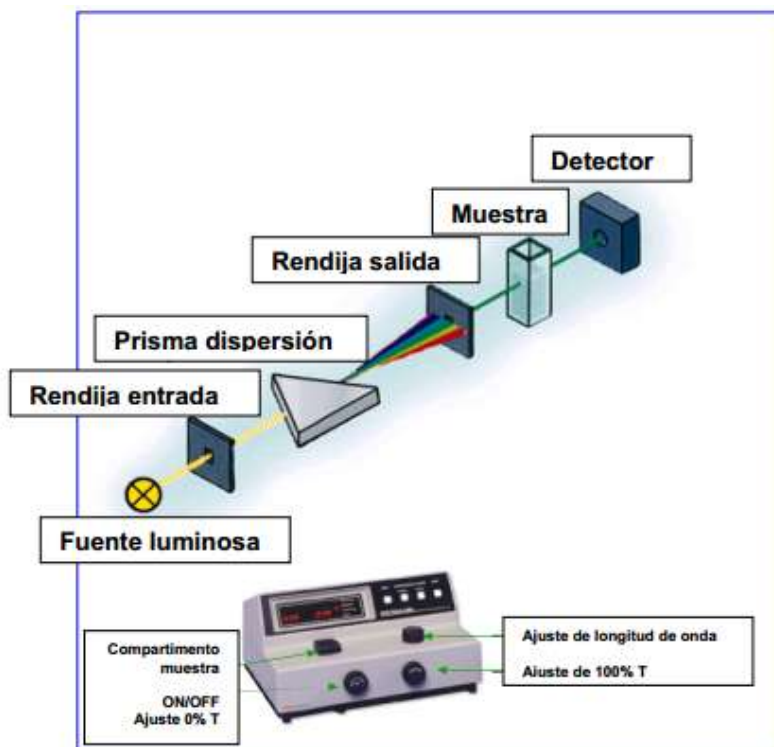 Detector
Muestra
Rendija salida
Prisma dispersión
Rendija entrada
Fuente luminosa
Compartimento
muestra
ON/OFF
Ajuste 0% T
Ajuste de longitud de onda
Ajuste de 100% T